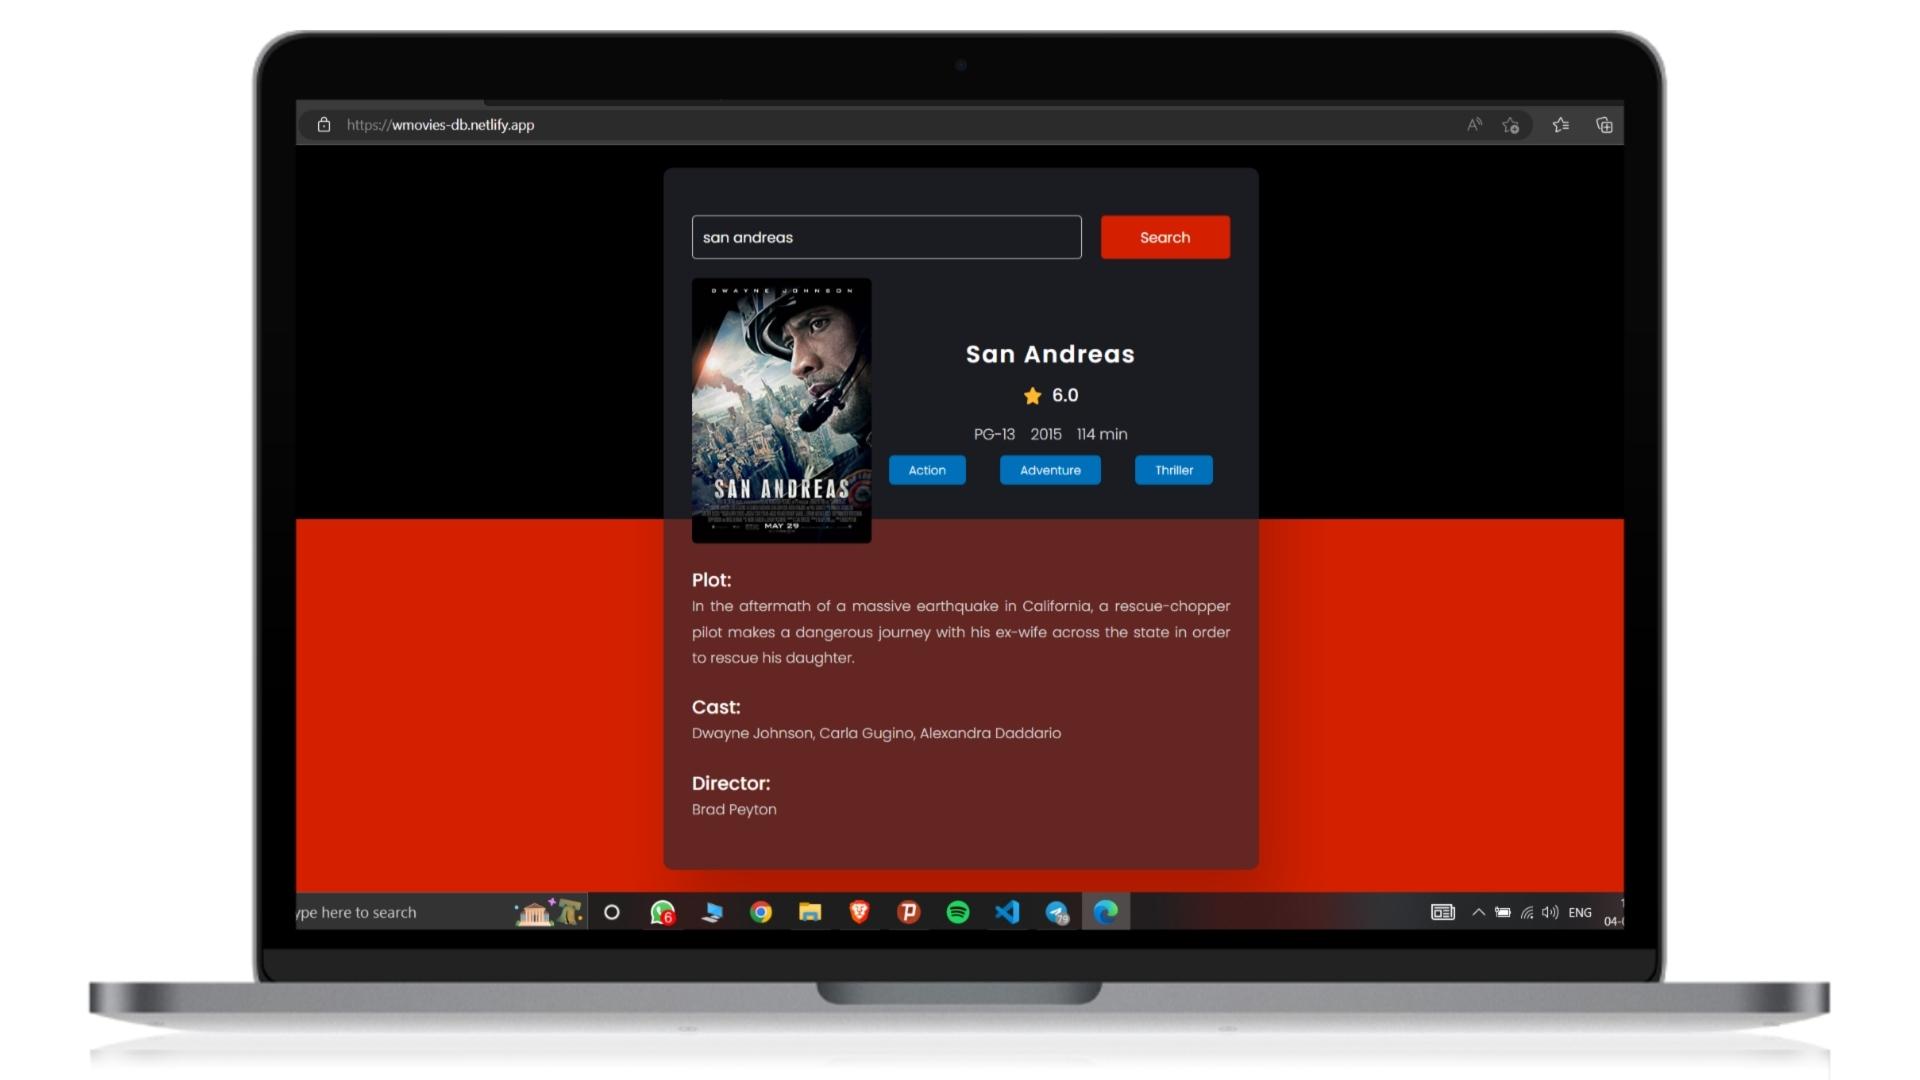 https://wmovies-db.netlify.app
san andreas
Search
DWAYNE JOHNSON
SAN ANDREAS
MAY 29
San Andreas
6.0
PG-13 2015 114 min
Action Adventure Thriller
Plot:
In the aftermath of a massive earthquake in California, a rescue-chopper
pilot makes a dangerous journey with his ex-wife across the state in order
to rescue his daughter.
Cast:
Dwayne Johnson, Carla Gugino, Alexandra Daddario
Director:
Brad Peyton
ype here to search
6
79
ENG
04-